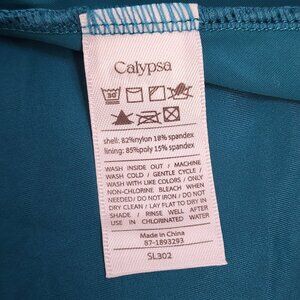 Calypsa
30
shell: 82%nylon 18% spandex
lining: 85%poly 15% spandex
WASH INSIDE OUT / MACHINE
WASH COLD / GENTLE CYCLE /
WASH WITH LIKE COLORS / ONLY
NON-CHLORINE BLEACH WHEN
NEEDED / DO NOT IRON / DO NOT
DRY CLEAN / LAY FLAT TO DRY IN
SHADE / RINSE WELL AFTER
USE IN CHLORINATED WATER
Made in China
87-1893293
SL302